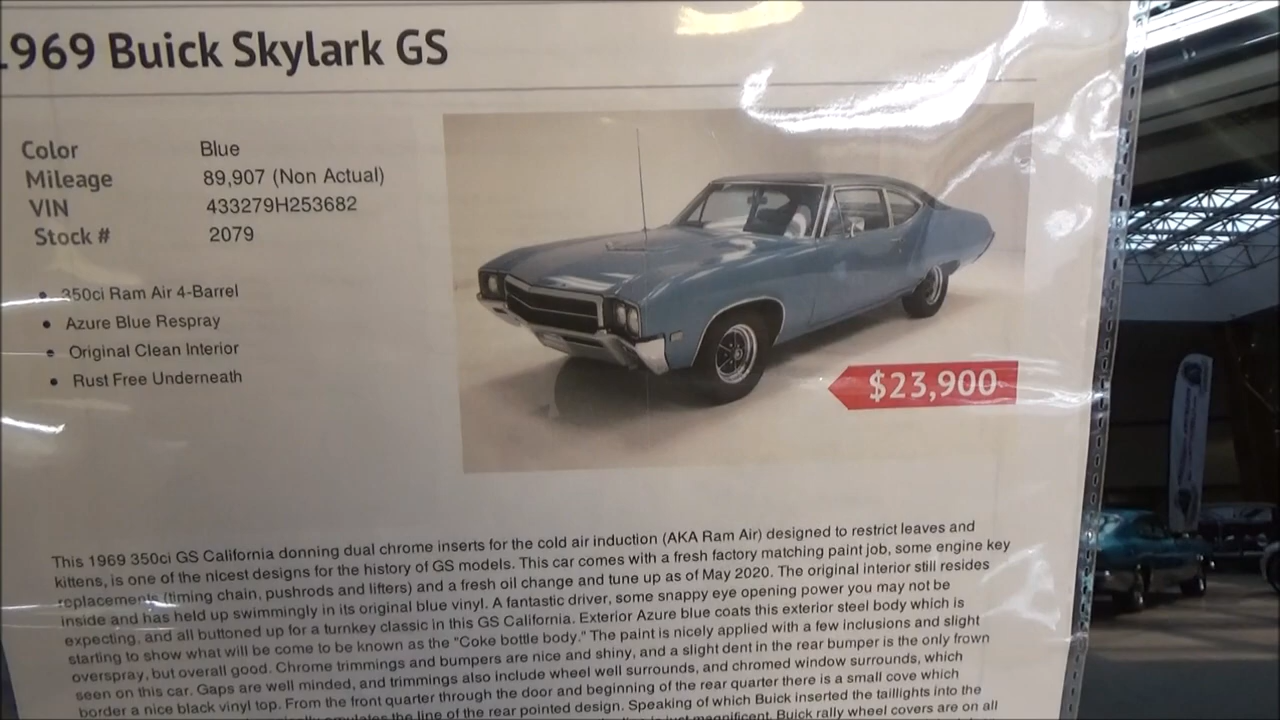 1969 Buick Skylark GS
Color Blue
Mileage 89,907 (Non Actual)
VIN 433279H253682
Stock # 2079
• 350ci Ram Air 4-Barrel
• Azure Blue Respray
• Original Clean Interior
• Rust Free Underneath
$23,900
This 1969 350ci GS California donning dual chrome inserts for the cold air induction (AKA Ram Air) designed to restrict leaves and
kittens, is one of the nicest designs for the history of GS models. This car comes with a fresh factory matching paint job, some engine key
replacements (timing chain, pushrods and lifters) and a fresh oil change and tune up as of May 2020. The original interior still resides
inside and has held up swimmingly in its original blue vinyl. A fantastic driver, some snappy eye opening power you may not be
expecting, and all buttoned up for a turnkey classic in this GS California. Exterior Azure blue coats this exterior steel body which is
starting to show what will be come to be known as the "Coke bottle body." The paint is nicely applied with a few inclusions and slight
overspray, but overall good. Chrome trimmings and bumpers are nice and shiny, and a slight dent in the rear bumper is the only frown
seen on this car. Gaps are well minded, and trimmings also include wheel well surrounds, and chromed window surrounds, which
border a nice black vinyl top. From the front quarter through the door and beginning of the rear quarter there is a small cove which
emulates the line of the rear pointed design. Speaking of which Buick inserted the taillights into the
is just magnificent. Buick rally wheel covers are on all